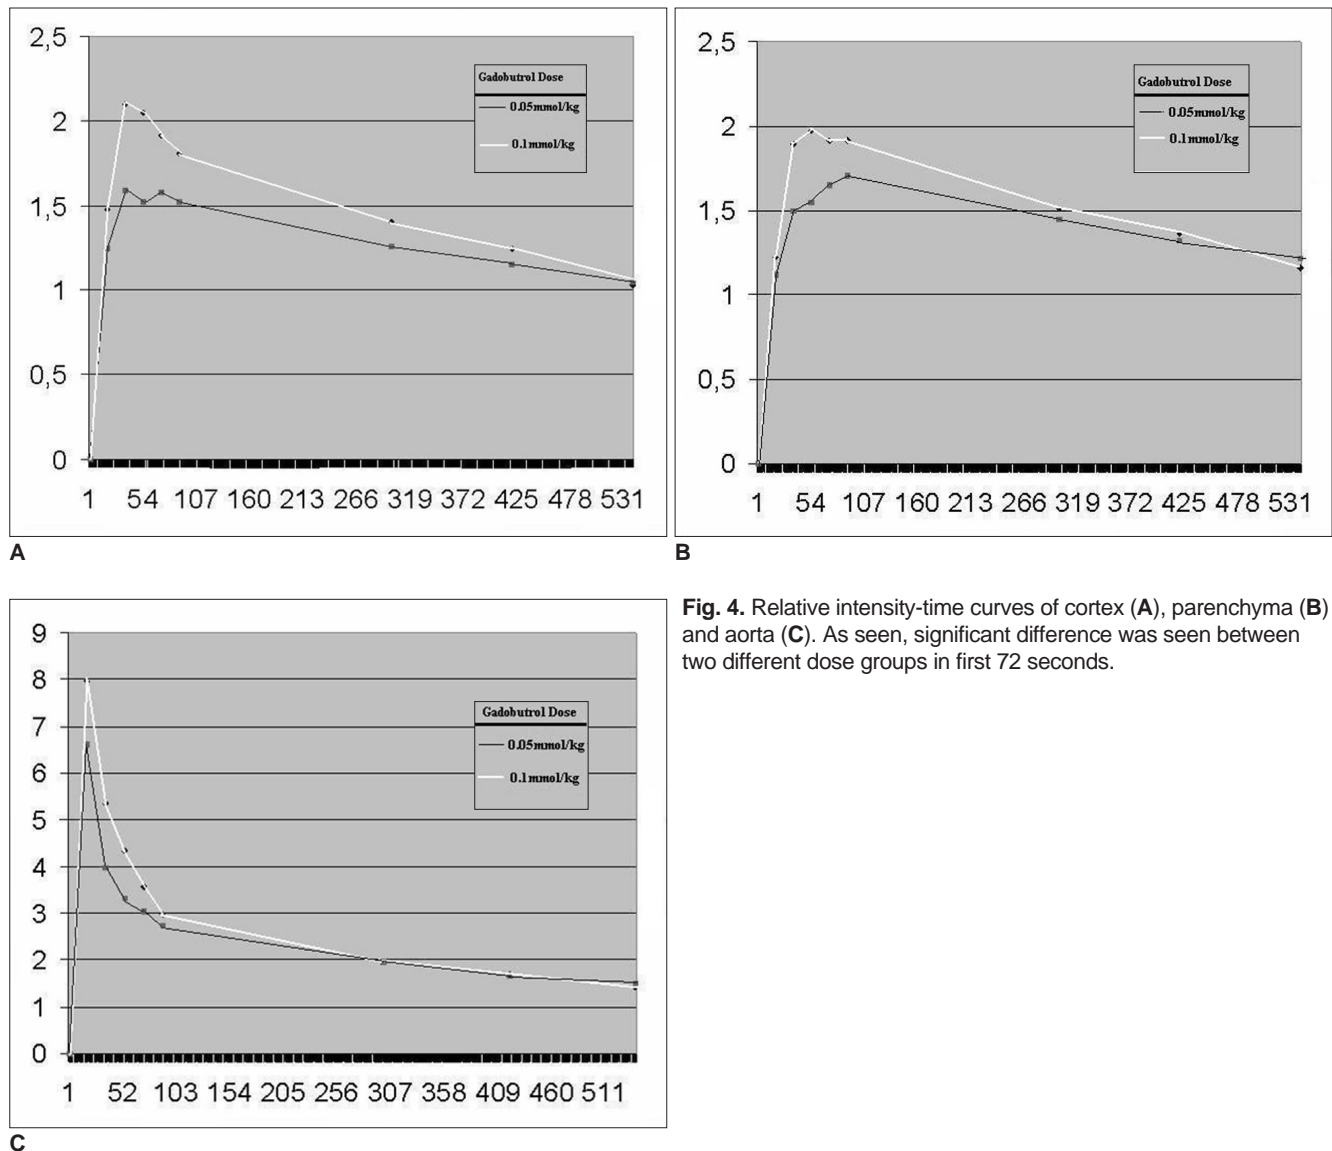 2,5
2
1,5
1
0,5
0
1 54 107 160 213 266 319 372 425 478 531
Gadobutrol Dose
0.05mmol/kg
0.1mmol/kg
A
2,5
2
1,5
1
0,5
0
1 54 107 160 213 266 319 372 425 478 531
Gadobutrol Dose
0.05mmol/kg
0.1mmol/kg
B
9
8
7
6
5
4
3
2
1
0
1 52 103 154 205 256 307 358 409 460 511
Gadobutrol Dose
0.05mmol/kg
0.1mmol/kg
C
Fig. 4. Relative intensity-time curves of cortex (A), parenchyma (B)
and aorta (C). As seen, significant difference was seen between
two different dose groups in first 72 seconds.